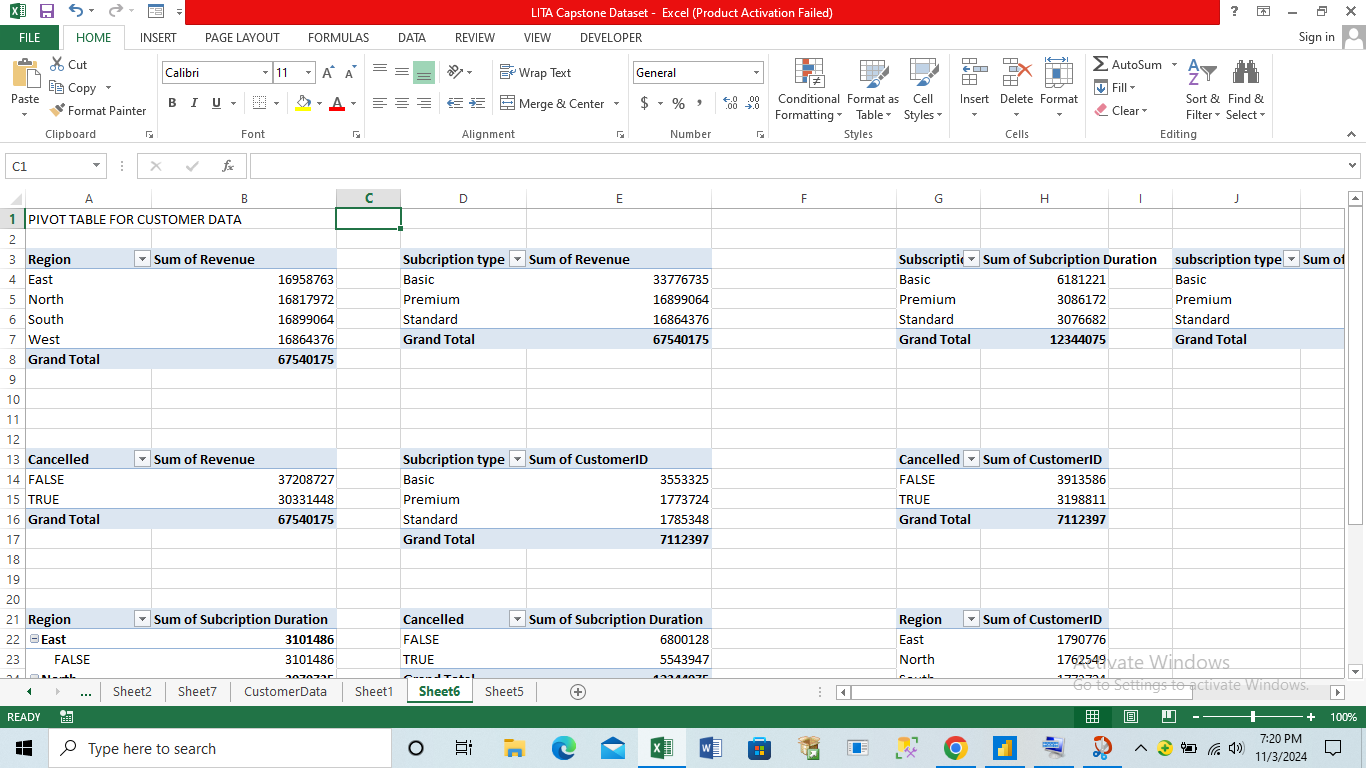 LITA Capstone Dataset - Excel (Product Activation Failed)
FILE HOME INSERT PAGE LAYOUT FORMULAS DATA REVIEW VIEW DEVELOPER Sign in
Paste Cut Copy Format Painter
Calibri 11
B I U A
Wrap Text
Merge & Center
General
$ % ,
Conditional Formatting Format as Table Cell Styles
Insert Delete Format
AutoSum
Fill
Clear
Sort & Filter Find & Select
Clipboard Font Alignment Number Styles Cells Editing
C1 fx
A B C D E F G H I J
1 PIVOT TABLE FOR CUSTOMER DATA
2
3 Region Sum of Revenue Subcription type Sum of Revenue Subscriptic Sum of Subcription Duration subscription type Sum of
4 East 16958763 Basic 33776735 Basic 6181221 Basic
5 North 16817972 Premium 16899064 Premium 3086172 Premium
6 South 16899064 Standard 16864376 Standard 3076682 Standard
7 West 16864376 Grand Total 67540175 Grand Total 12344075 Grand Total
8 Grand Total 67540175
9
10
11
12
13 Cancelled Sum of Revenue Subcription type Sum of CustomerID Cancelled Sum of CustomerID
14 FALSE 37208727 Basic 3553325 FALSE 3913586
15 TRUE 30331448 Premium 1773724 TRUE 3198811
16 Grand Total 67540175 Standard 1785348 Grand Total 7112397
17 Grand Total 7112397
18
19
20
21 Region Sum of Subcription Duration Cancelled Sum of Subcription Duration Region Sum of CustomerID
22 East 3101486 FALSE 6800128 East 1790776
23 FALSE 3101486 TRUE 5543947 North 1762549
Activate Windows
Go to Settings to activate Windows.
... Sheet2 Sheet7 CustomerData Sheet1 Sheet6 Sheet5
READY 100%
Type here to search
7:20 PM
11/3/2024